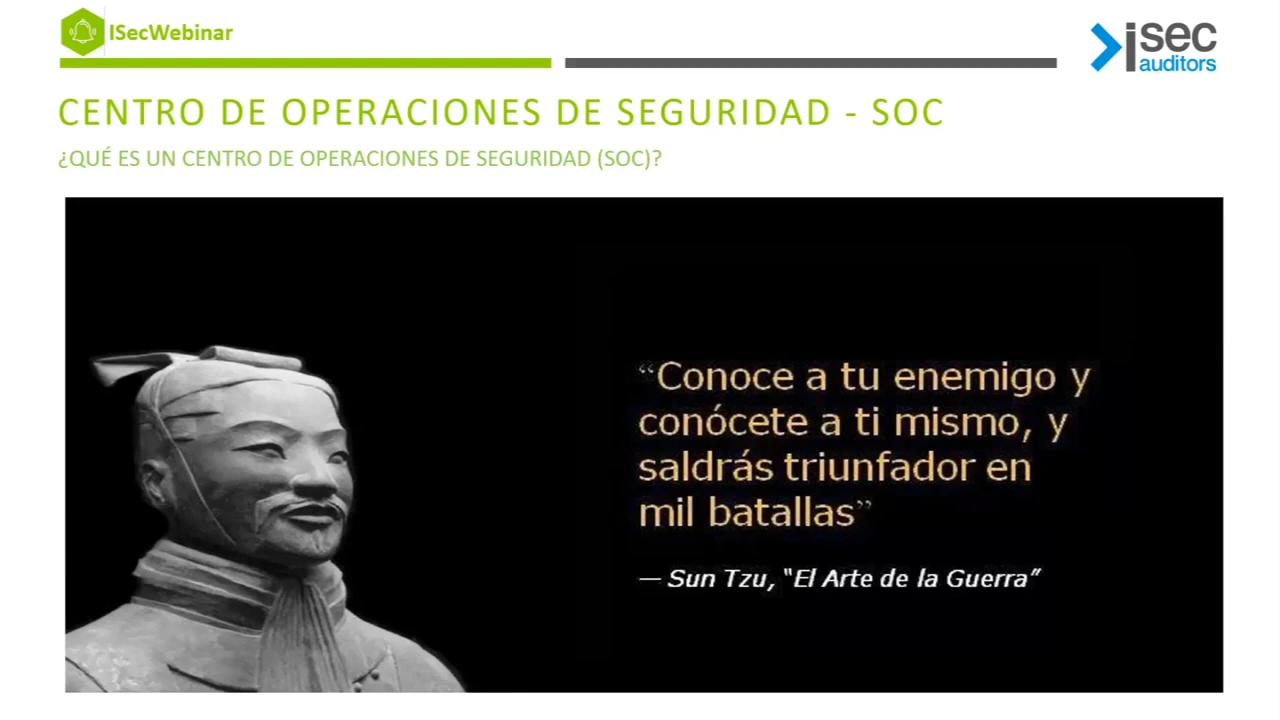 ISecWebinar
isec
auditors
CENTRO DE OPERACIONES DE SEGURIDAD - SOC
¿QUÉ ES UN CENTRO DE OPERACIONES DE SEGURIDAD (SOC)?
“Conoce a tu enemigo y
conócete a ti mismo, y
saldrás triunfador en
mil batallas”
— Sun Tzu, “El Arte de la Guerra”